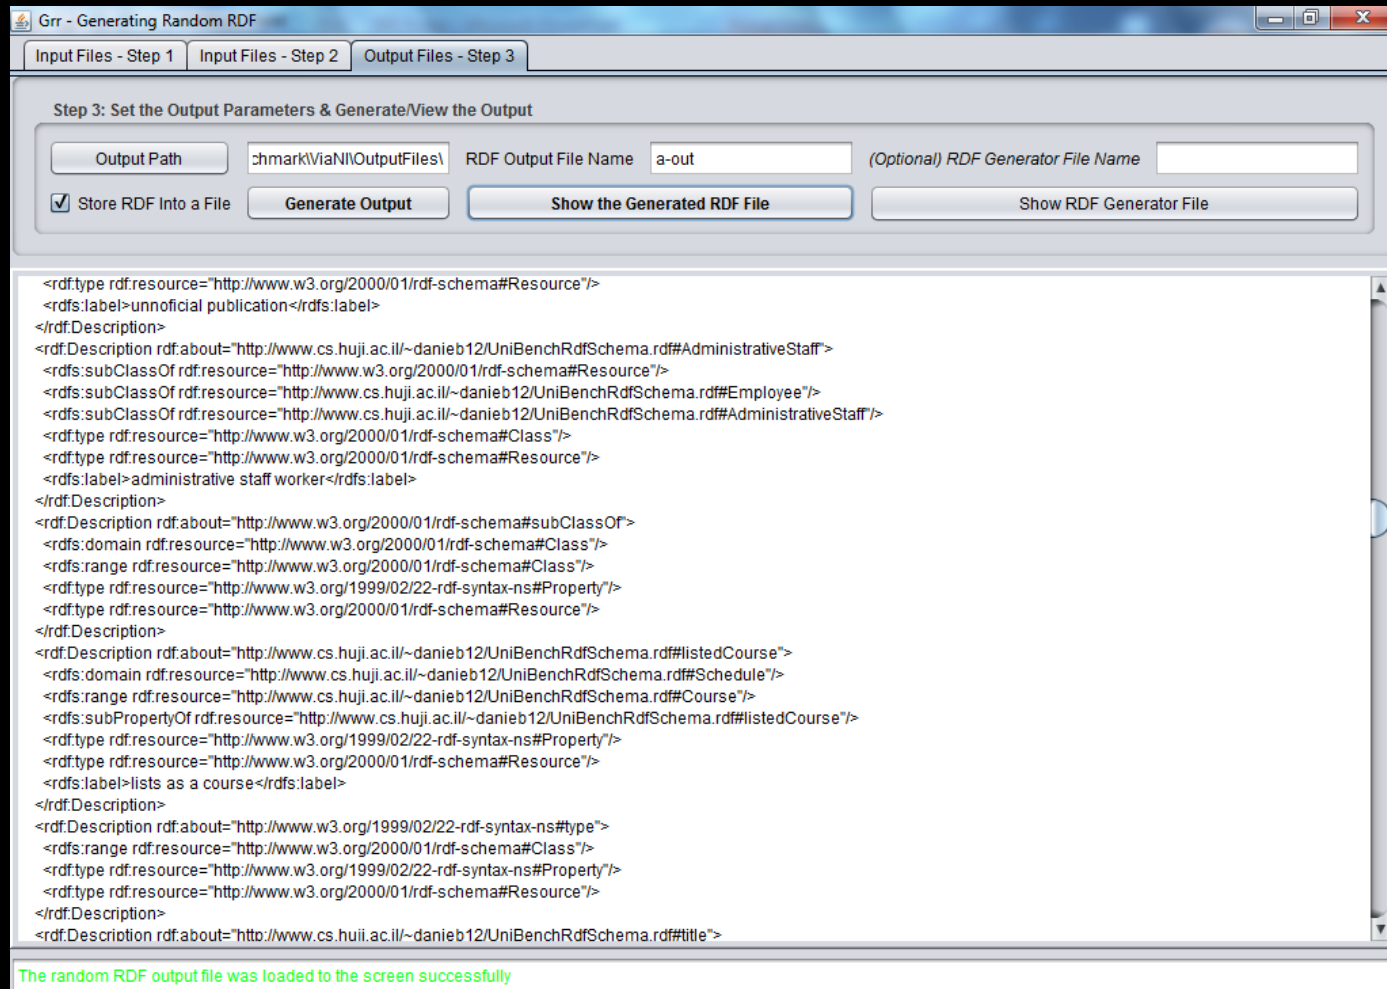 Grr - Generating Random RDF
Input Files - Step 1 Input Files - Step 2 Output Files - Step 3
Step 3: Set the Output Parameters & Generate/View the Output
Output Path :hmark\ViaNI\OutputFiles\ RDF Output File Name a-out (Optional) RDF Generator File Name
Store RDF Into a File Generate Output Show the Generated RDF File Show RDF Generator File
<rdf:type rdf:resource="http://www.w3.org/2000/01/rdf-schema#Resource"/>
<rdfs:label>unnoficial publication</rdfs:label>
</rdf:Description>
<rdf:Description rdf:about="http://www.cs.huji.ac.il/~danieb12/UniBenchRdfSchema.rdf#AdministrativeStaff">
<rdfs:subClassOf rdf:resource="http://www.w3.org/2000/01/rdf-schema#Resource"/>
<rdfs:subClassOf rdf:resource="http://www.cs.huji.ac.il/~danieb12/UniBenchRdfSchema.rdf#Employee"/>
<rdfs:subClassOf rdf:resource="http://www.cs.huji.ac.il/~danieb12/UniBenchRdfSchema.rdf#AdministrativeStaff"/>
<rdf:type rdf:resource="http://www.w3.org/2000/01/rdf-schema#Class"/>
<rdf:type rdf:resource="http://www.w3.org/2000/01/rdf-schema#Resource"/>
<rdfs:label>administrative staff worker</rdfs:label>
</rdf:Description>
<rdf:Description rdf:about="http://www.w3.org/2000/01/rdf-schema#subClassOf">
<rdfs:domain rdf:resource="http://www.w3.org/2000/01/rdf-schema#Class"/>
<rdfs:range rdf:resource="http://www.w3.org/2000/01/rdf-schema#Class"/>
<rdf:type rdf:resource="http://www.w3.org/1999/02/22-rdf-syntax-ns#Property"/>
<rdf:type rdf:resource="http://www.w3.org/2000/01/rdf-schema#Resource"/>
</rdf:Description>
<rdf:Description rdf:about="http://www.cs.huji.ac.il/~danieb12/UniBenchRdfSchema.rdf#listedCourse">
<rdfs:domain rdf:resource="http://www.cs.huji.ac.il/~danieb12/UniBenchRdfSchema.rdf#Schedule"/>
<rdfs:range rdf:resource="http://www.cs.huji.ac.il/~danieb12/UniBenchRdfSchema.rdf#Course"/>
<rdfs:subPropertyOf rdf:resource="http://www.cs.huji.ac.il/~danieb12/UniBenchRdfSchema.rdf#listedCourse"/>
<rdf:type rdf:resource="http://www.w3.org/1999/02/22-rdf-syntax-ns#Property"/>
<rdf:type rdf:resource="http://www.w3.org/2000/01/rdf-schema#Resource"/>
<rdfs:label>lists as a course</rdfs:label>
</rdf:Description>
<rdf:Description rdf:about="http://www.w3.org/1999/02/22-rdf-syntax-ns#type">
<rdfs:range rdf:resource="http://www.w3.org/2000/01/rdf-schema#Class"/>
<rdf:type rdf:resource="http://www.w3.org/1999/02/22-rdf-syntax-ns#Property"/>
<rdf:type rdf:resource="http://www.w3.org/2000/01/rdf-schema#Resource"/>
</rdf:Description>
<rdf:Description rdf:about="http://www.cs.huji.ac.il/~danieb12/UniBenchRdfSchema.rdf#title">
The random RDF output file was loaded to the screen successfully